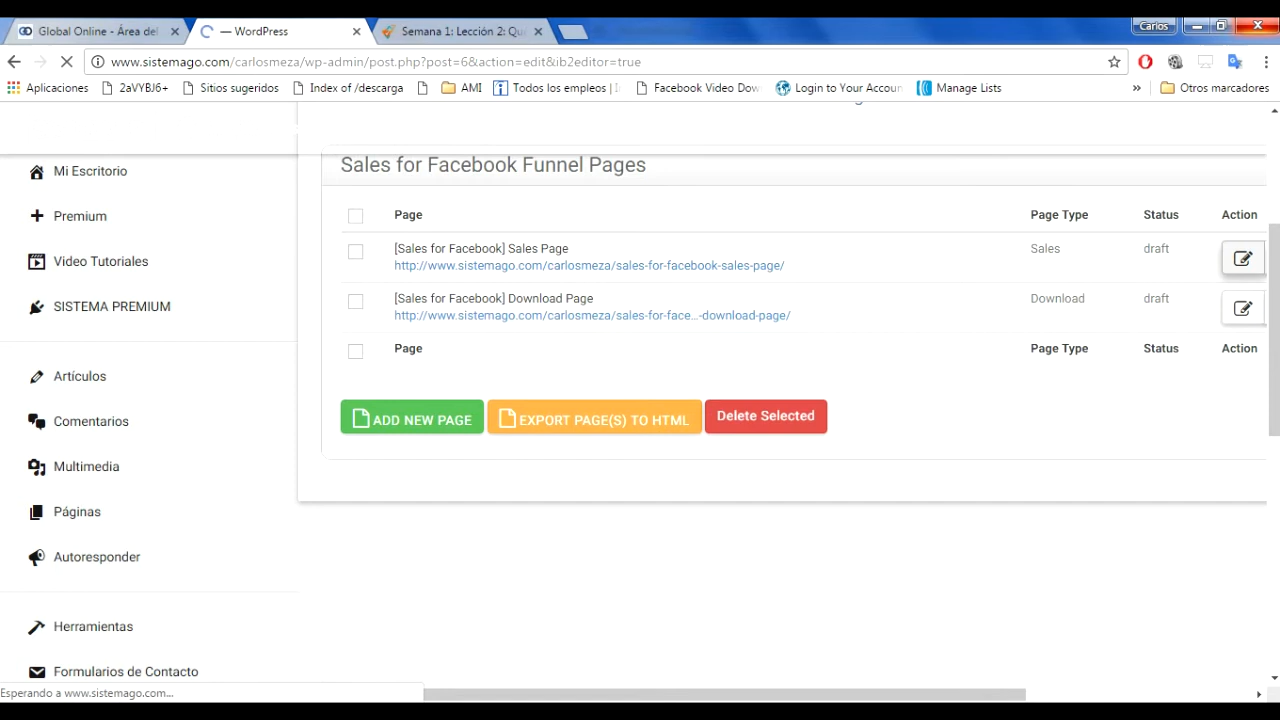 Global Online - Área del
— WordPress
Semana 1: Lección 2: Qu
Carlos
www.sistemago.com/carlosmeza/wp-admin/post.php?post=6&action=edit&ib2editor=true
Aplicaciones
2aVYBJ6+
Sitios sugeridos
Index of /descarga
AMI
Todos los empleos |
Facebook Video Dow
Login to Your Accoun
Manage Lists
»
Otros marcadores
Mi Escritorio
Premium
Video Tutoriales
SISTEMA PREMIUM
Artículos
Comentarios
Multimedia
Páginas
Autoresponder
Herramientas
Formularios de Contacto
Sales for Facebook Funnel Pages
Page Page Type Status Action
[Sales for Facebook] Sales Page Sales draft
http://www.sistemago.com/carlosmeza/sales-for-facebook-sales-page/
[Sales for Facebook] Download Page Download draft
http://www.sistemago.com/carlosmeza/sales-for-face...-download-page/
Page Page Type Status Action
ADD NEW PAGE EXPORT PAGE(S) TO HTML Delete Selected
Esperando a www.sistemago.com...